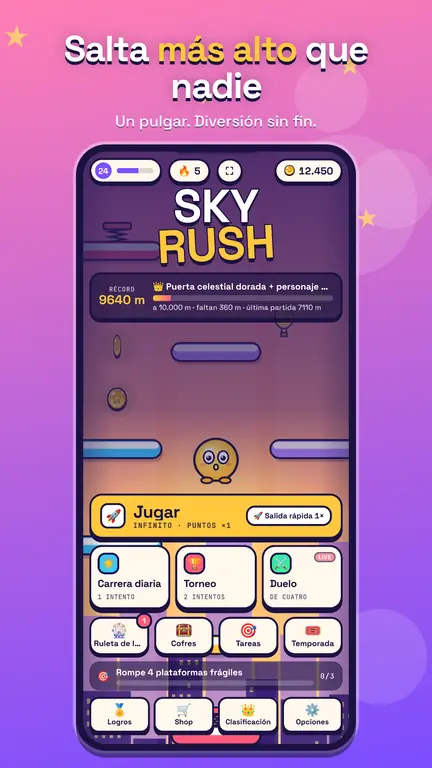 Salta más alto que
nadie
Un pulgar. Diversión sin fin.
24
5
12.450
SKY
RUSH
RÉCORD
9640 m
Puerta celestial dorada + personaje ...
a 10.000 m · faltan 360 m · última partida 7110 m
Jugar
INFINITO · PUNTOS ×1
Salida rápida 1×
Carrera diaria
1 INTENTO
Torneo
2 INTENTOS
LIVE
Duelo
DE CUATRO
1
Ruleta de l...
Cofres
Tareas
Temporada
Rompe 4 plataformas frágiles
0/3
Logros
Shop
Clasificación
Opciones